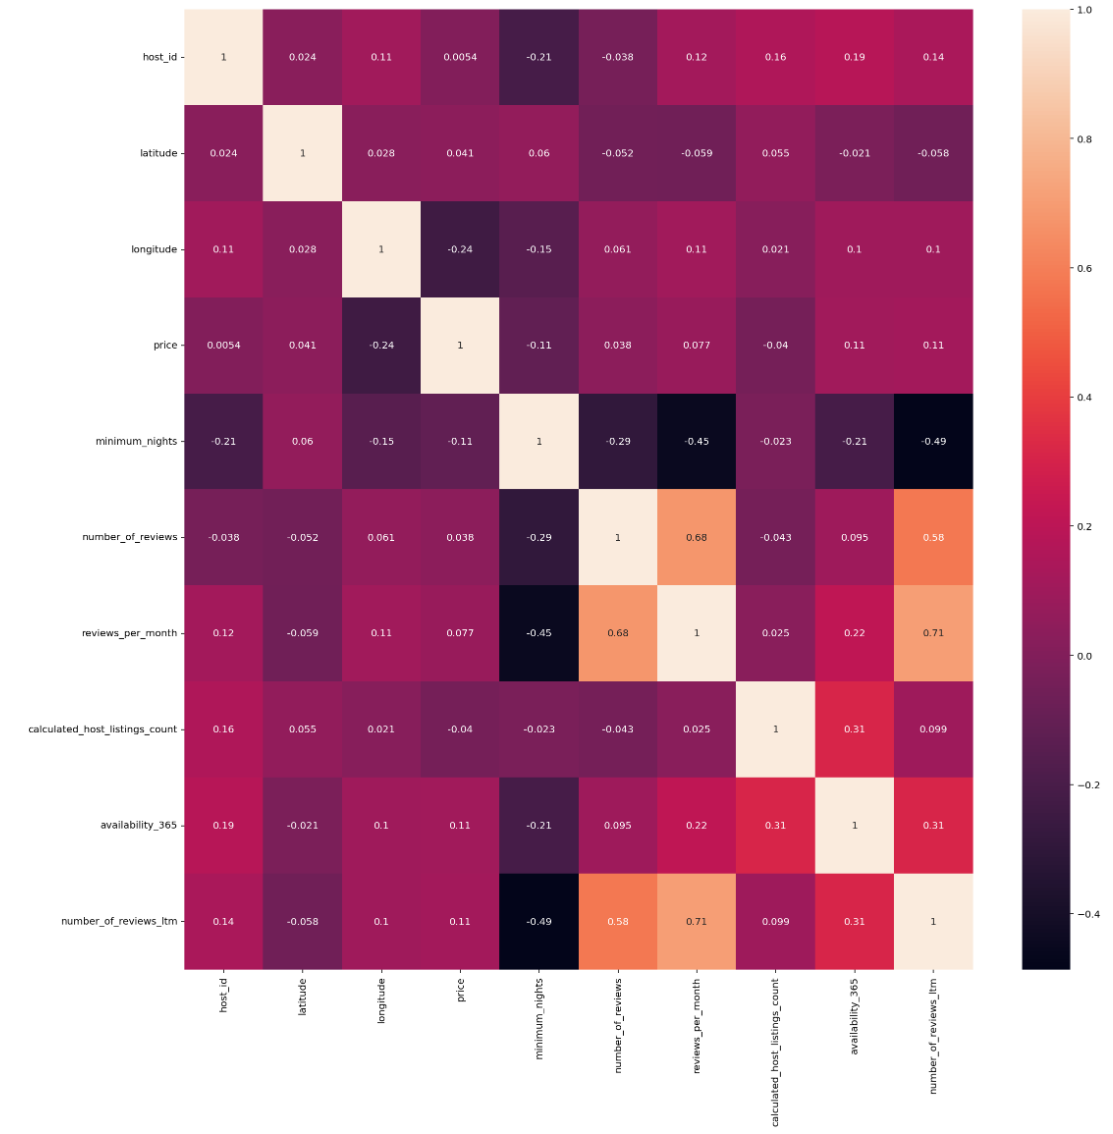 host_id 1 0.024 0.11 0.0054 -0.21 -0.038 0.12 0.16 0.19 0.14
latitude 0.024 1 0.028 0.041 0.06 -0.052 -0.059 0.055 -0.021 -0.058
longitude 0.11 0.028 1 -0.24 -0.15 0.061 0.11 0.021 0.1 0.1
price 0.0054 0.041 -0.24 1 -0.11 0.038 0.077 -0.04 0.11 0.11
minimum_nights -0.21 0.06 -0.15 -0.11 1 -0.29 -0.45 -0.023 -0.21 -0.49
number_of_reviews -0.038 -0.052 0.061 0.038 -0.29 1 0.68 -0.043 0.095 0.58
reviews_per_month 0.12 -0.059 0.11 0.077 -0.45 0.68 1 0.025 0.22 0.71
calculated_host_listings_count 0.16 0.055 0.021 -0.04 -0.023 -0.043 0.025 1 0.31 0.099
availability_365 0.19 -0.021 0.1 0.11 -0.21 0.095 0.22 0.31 1 0.31
number_of_reviews_ltm 0.14 -0.058 0.1 0.11 -0.49 0.58 0.71 0.099 0.31 1
host_id
latitude
longitude
price
minimum_nights
number_of_reviews
reviews_per_month
calculated_host_listings_count
availability_365
number_of_reviews_ltm
1.0
0.8
0.6
0.4
0.2
0.0
−0.2
−0.4